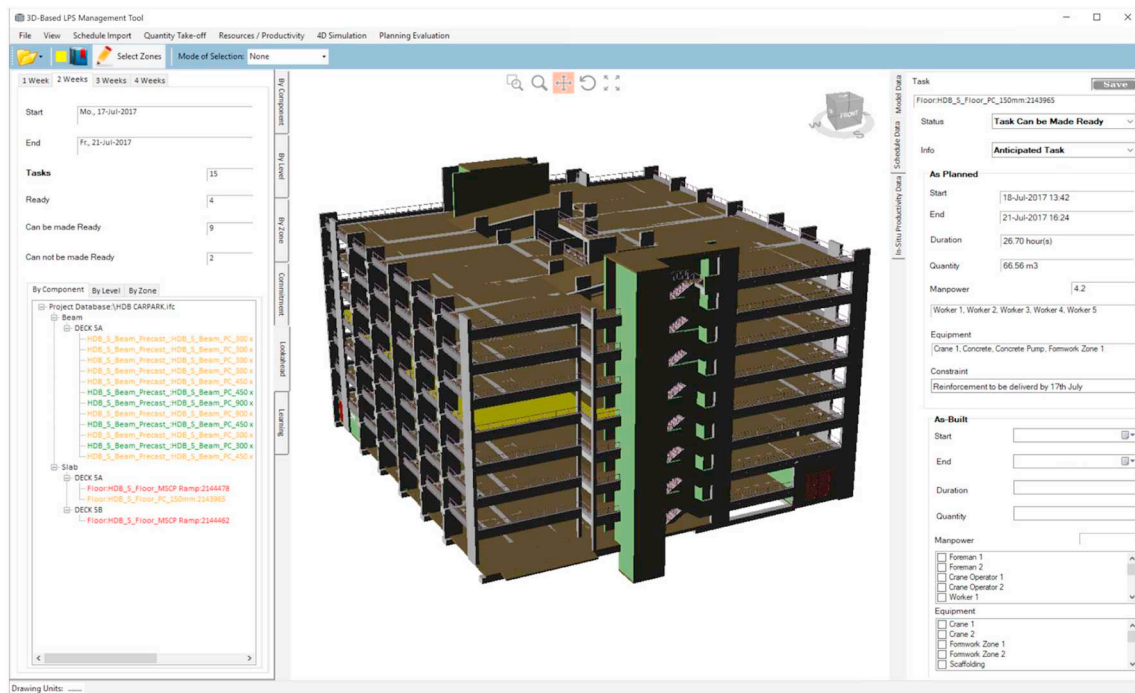 3D-Based LPS Management Tool
File View Schedule Import Quantity Take-off Resources / Productivity 4D Simulation Planning Evaluation
Select Zones Mode of Selection: None
1 Week 2 Weeks 3 Weeks 4 Weeks
Start Mo., 17-Jul-2017
End Fr., 21-Jul-2017
Tasks 15
Ready 4
Can be made Ready 9
Can not be made Ready 2
By Component By Level By Zone
Project Database:\HDB CARPARK.ifc
Beam
DECK 5A
HDB_S_Beam_Precast_:HDB_S_Beam_PC_300 x
HDB_S_Beam_Precast_:HDB_S_Beam_PC_300 x
HDB_S_Beam_Precast_:HDB_S_Beam_PC_300 x
HDB_S_Beam_Precast_:HDB_S_Beam_PC_300 x
HDB_S_Beam_Precast_:HDB_S_Beam_PC_450 x
HDB_S_Beam_Precast_:HDB_S_Beam_PC_450 x
HDB_S_Beam_Precast_:HDB_S_Beam_PC_900 x
HDB_S_Beam_Precast_:HDB_S_Beam_PC_900 x
HDB_S_Beam_Precast_:HDB_S_Beam_PC_450 x
HDB_S_Beam_Precast_:HDB_S_Beam_PC_300 x
HDB_S_Beam_Precast_:HDB_S_Beam_PC_300 x
HDB_S_Beam_Precast_:HDB_S_Beam_PC_450 x
Slab
DECK 5A
Floor:HDB_S_Floor_MSCP Ramp:2144478
Floor:HDB_S_Floor_PC_150mm:2143965
DECK 5B
Floor:HDB_S_Floor_MSCP Ramp:2144462
Drawing Units:
By Component
By Level
By Zone
Commitment
Lookahead
Learning
FRONT
S
Model Data
Schedule Data
In-Situ Productivity Data
Task
Save
Floor:HDB_S_Floor_PC_150mm:2143965
Status Task Can be Made Ready
Info Anticipated Task
As Planned
Start 18-Jul-2017 13:42
End 21-Jul-2017 16:24
Duration 26.70 hour(s)
Quantity 66.56 m3
Manpower 4.2
Worker 1, Worker 2, Worker 3, Worker 4, Worker 5
Equipment
Crane 1, Concrete, Concrete Pump, Fomwork Zone 1
Constraint
Reinforcement to be deliverd by 17th July
As-Built
Start
End
Duration
Quantity
Manpower
Foreman 1
Foreman 2
Crane Operator 1
Crane Operator 2
Worker 1
Equipment
Crane 1
Crane 2
Fomwork Zone 1
Fomwork Zone 2
Scaffolding